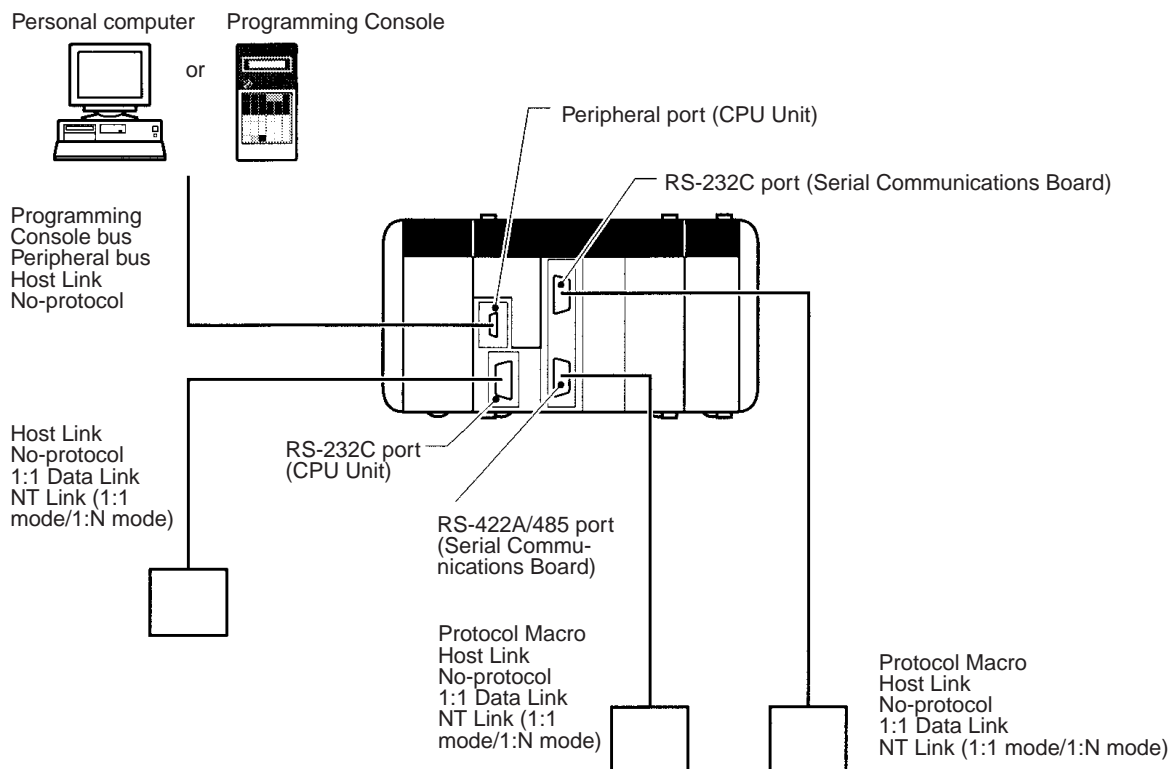 Personal computer
Programming Console
or
Peripheral port (CPU Unit)
RS-232C port (Serial Communications Board)
Programming
Console bus
Peripheral bus
Host Link
No-protocol
Host Link
No-protocol
1:1 Data Link
NT Link (1:1
mode/1:N mode)
RS-232C port
(CPU Unit)
RS-422A/485 port
(Serial Commu-
nications Board)
Protocol Macro
Host Link
No-protocol
1:1 Data Link
NT Link (1:1
mode/1:N mode)
Protocol Macro
Host Link
No-protocol
1:1 Data Link
NT Link (1:1 mode/1:N mode)